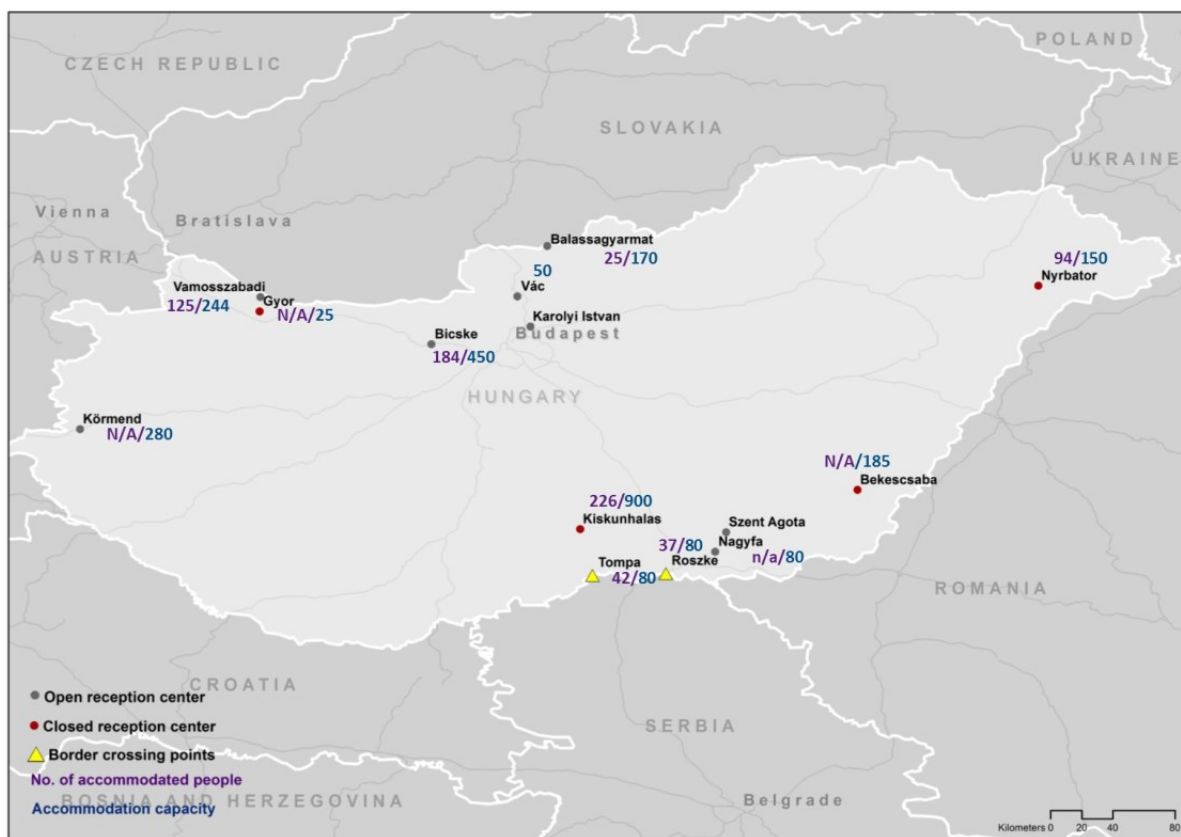 POLAND
CZECH REPUBLIC
SLOVAKIA
UKRAINE
Vienna
Bratislava
AUSTRIA
Balassagyarmat
25/170
50
Vác
94/150
Nyrbator
Vamosszabadi
125/244
Gyor
N/A/25
Karolyi Istvan
Budapest
Bicske
184/450
HUNGARY
Körmend
N/A/280
N/A/185
Bekescsaba
226/900
Kiskunhalas
Szent Agota
Nagyfa
n/a/80
37/80
Roszke
Tompa
42/80
ROMANIA
CROATIA
SERBIA
Open reception center
Closed reception center
Border crossing points
No. of accommodated people
BOSNIA AND HERZEGOVINA
Accommodation capacity
Belgrade
Kilometers 0 20 40 80